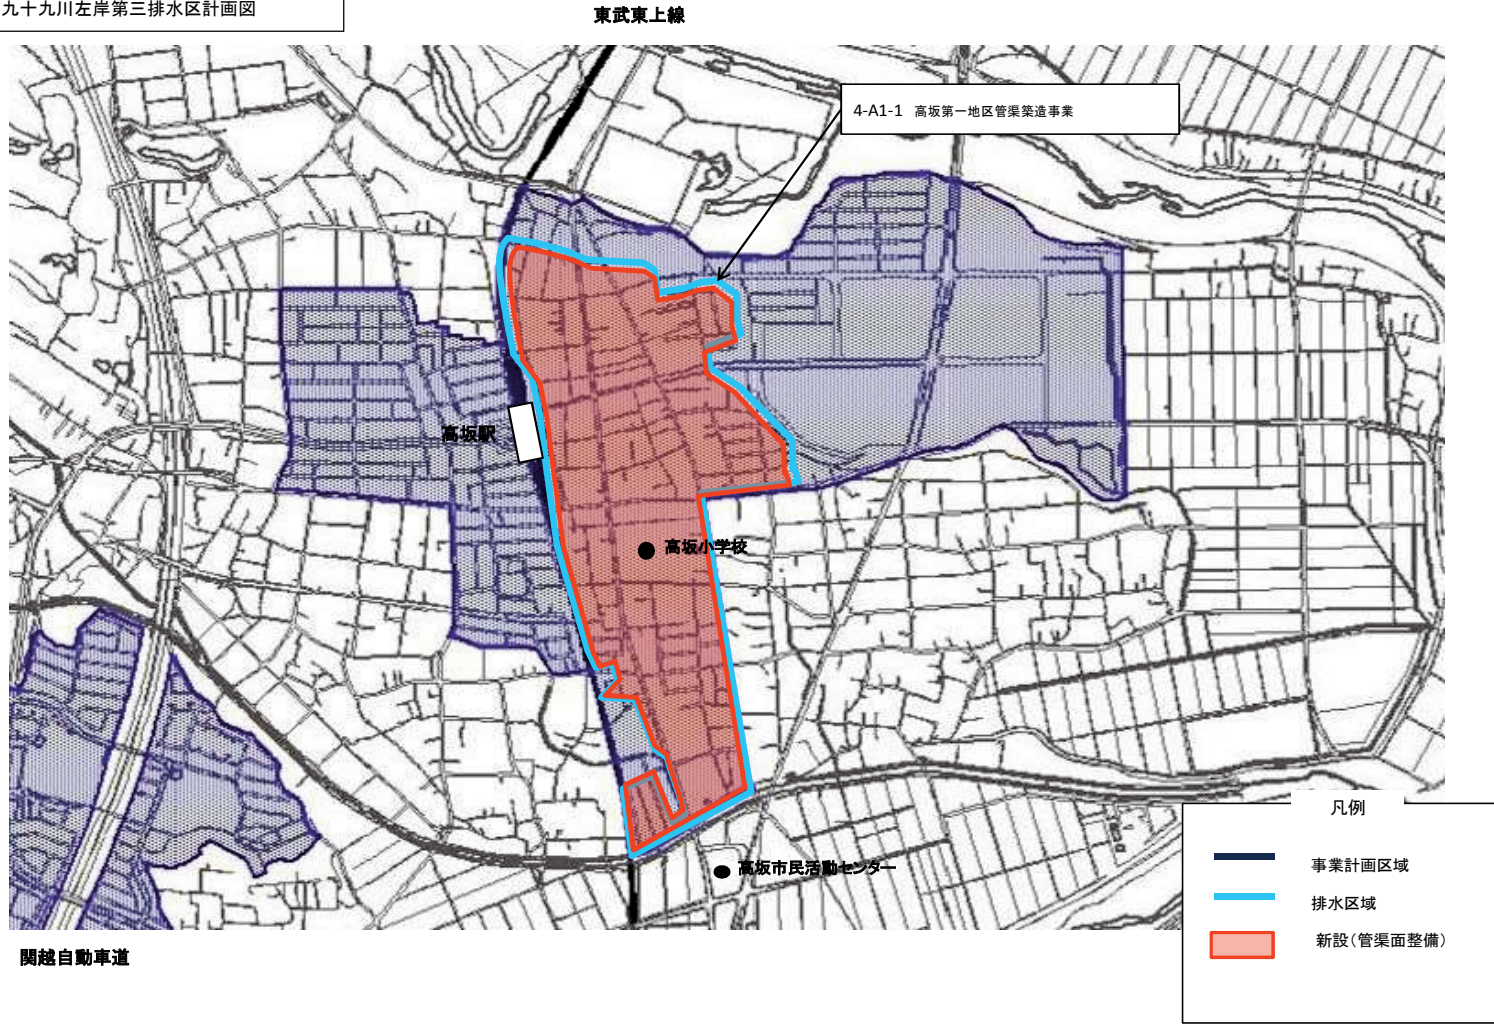 九十九川左岸第三排水区計画図
東武東上線
4-A1-1 高坂第一地区管渠築造事業
高坂駅
高坂小学校
高坂市民活動センター
関越自動車道
凡例
事業計画区域
排水区域
新設（管渠面整備）